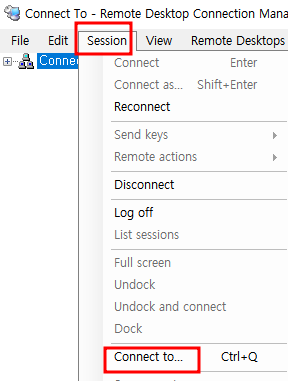 Connect To - Remote Desktop Connection Mana
File Edit Session View Remote Desktops
Connec
Connect Enter
Connect as... Shift+Enter
Reconnect
Send keys
Remote actions
Disconnect
Log off
List sessions
Full screen
Undock
Undock and connect
Dock
Connect to... Ctrl+Q